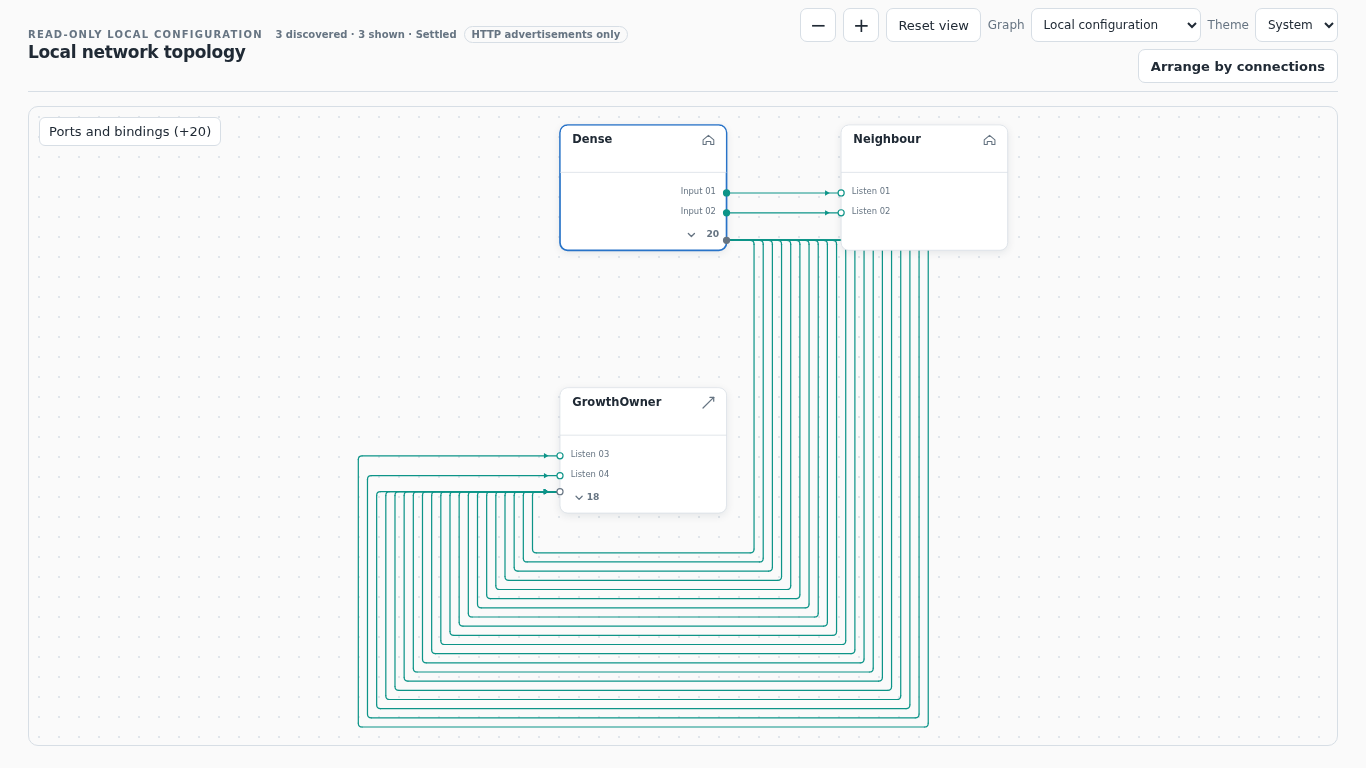 READ-ONLY LOCAL CONFIGURATION 3 discovered · 3 shown · Settled HTTP advertisements only
Local network topology
− + Reset view Graph Local configuration Theme System
Arrange by connections
Ports and bindings (+20)
Dense
Input 01
Input 02
20
Neighbour
Listen 01
Listen 02
GrowthOwner
Listen 03
Listen 04
18